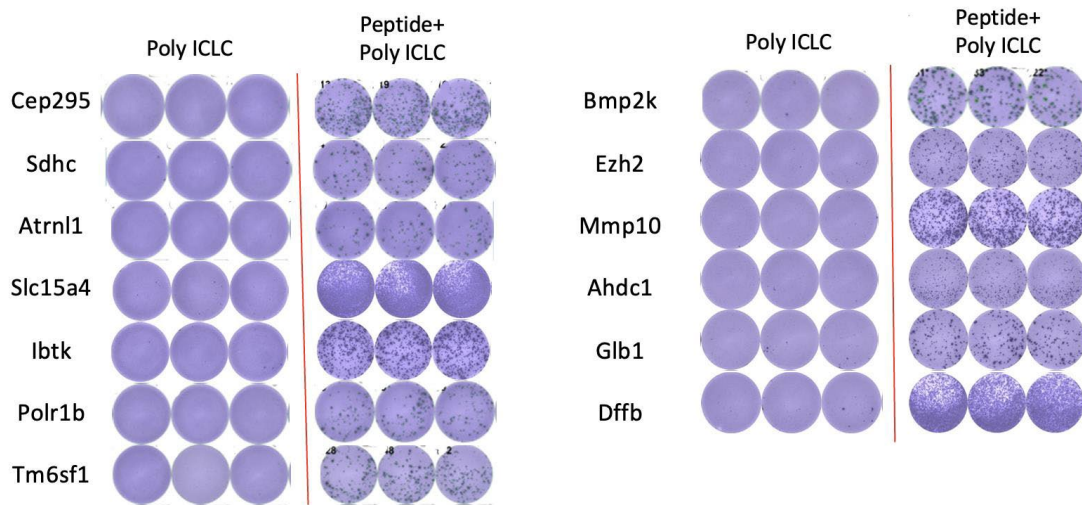 Poly ICLC
Peptide+
Poly ICLC
Cep295
Sdhc
Atrnl1
Slc15a4
Ibtk
Polr1b
Tm6sf1
Poly ICLC
Peptide+
Poly ICLC
Bmp2k
Ezh2
Mmp10
Ahdc1
Glb1
Dffb